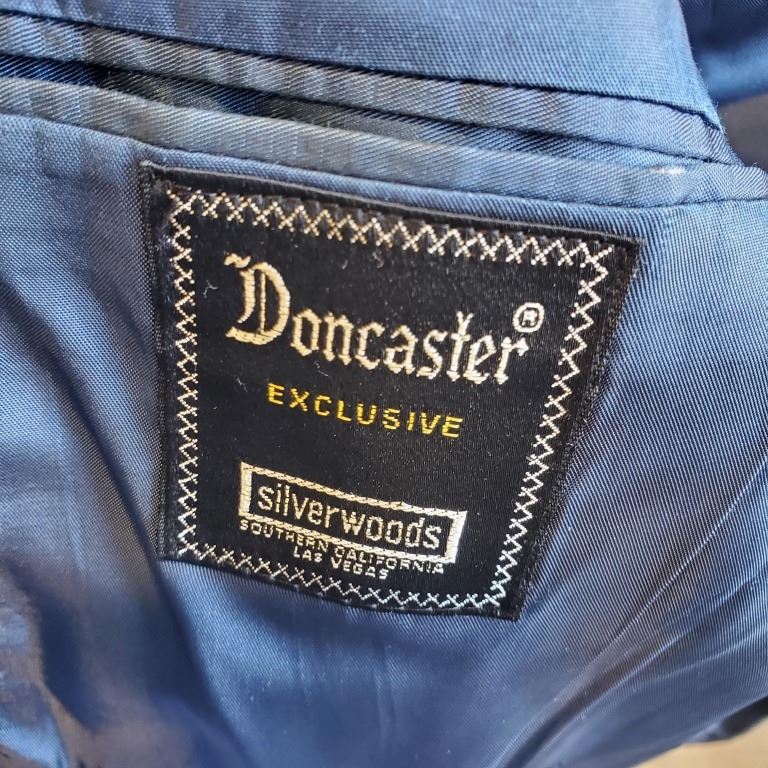 Doncaster®
EXCLUSIVE
silverwoods
SOUTHERN CALIFORNIA
LAS VEGAS